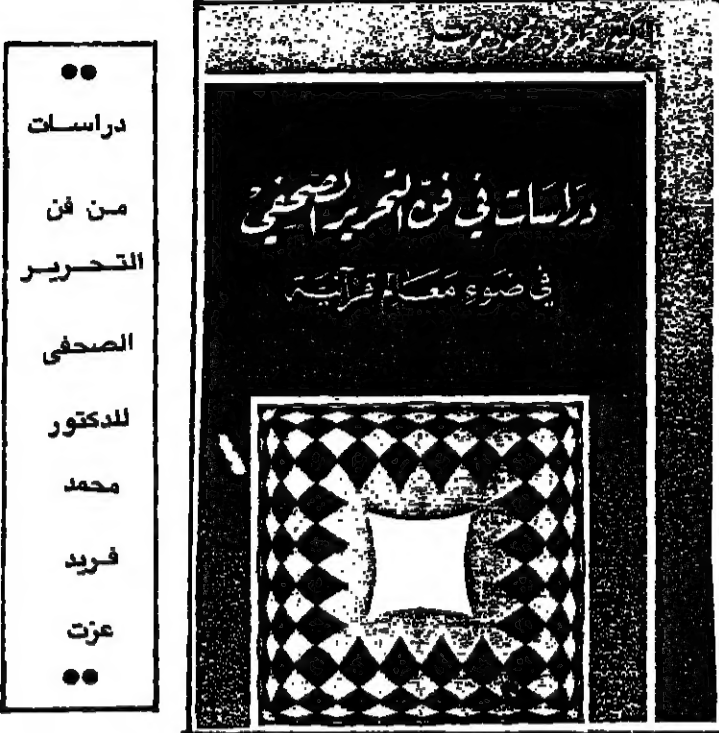 دراسات
من فن
التحرير
الصحفى
للدكتور
محمد
فريد
عزت
دراسات في فن التحرير الصحفي
في ضوء معالم قرآنية